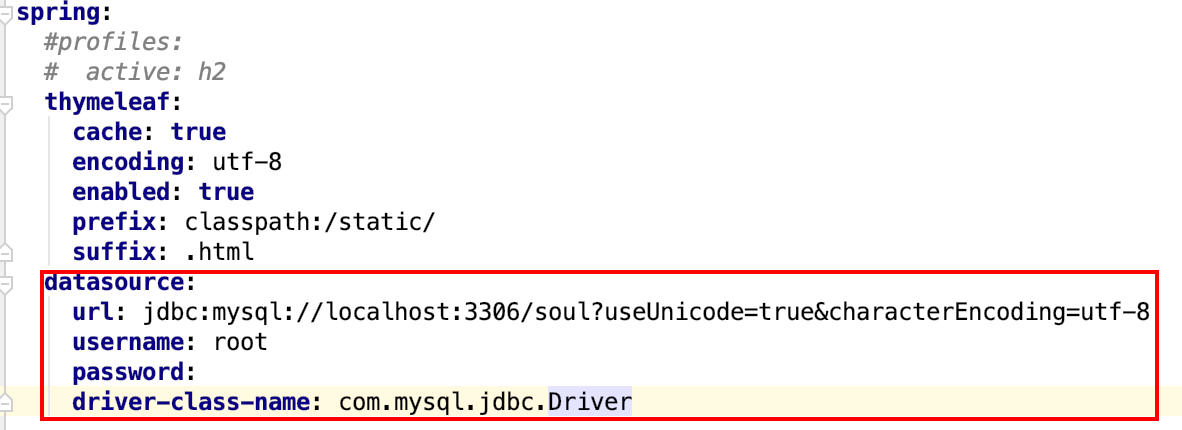 spring:
  #profiles:
  #  active: h2
  thymeleaf:
    cache: true
    encoding: utf-8
    enabled: true
    prefix: classpath:/static/
    suffix: .html
  datasource:
    url: jdbc:mysql://localhost:3306/soul?useUnicode=true&characterEncoding=utf-8
    username: root
    password:
    driver-class-name: com.mysql.jdbc.Driver